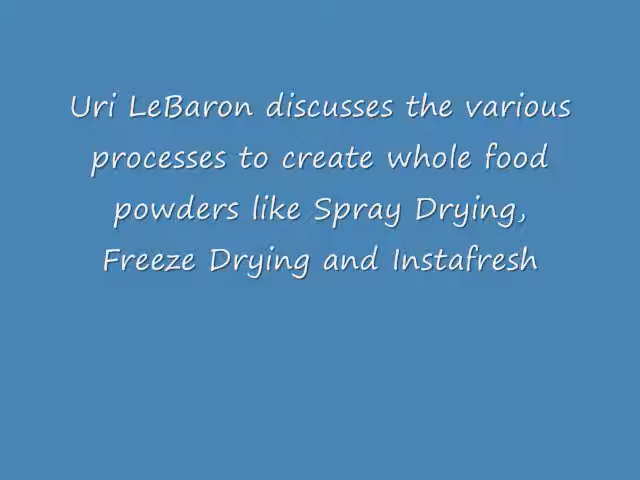 Uri LeBaron discusses the various
processes to create whole food
powders like Spray Drying,
Freeze Drying and Instafresh